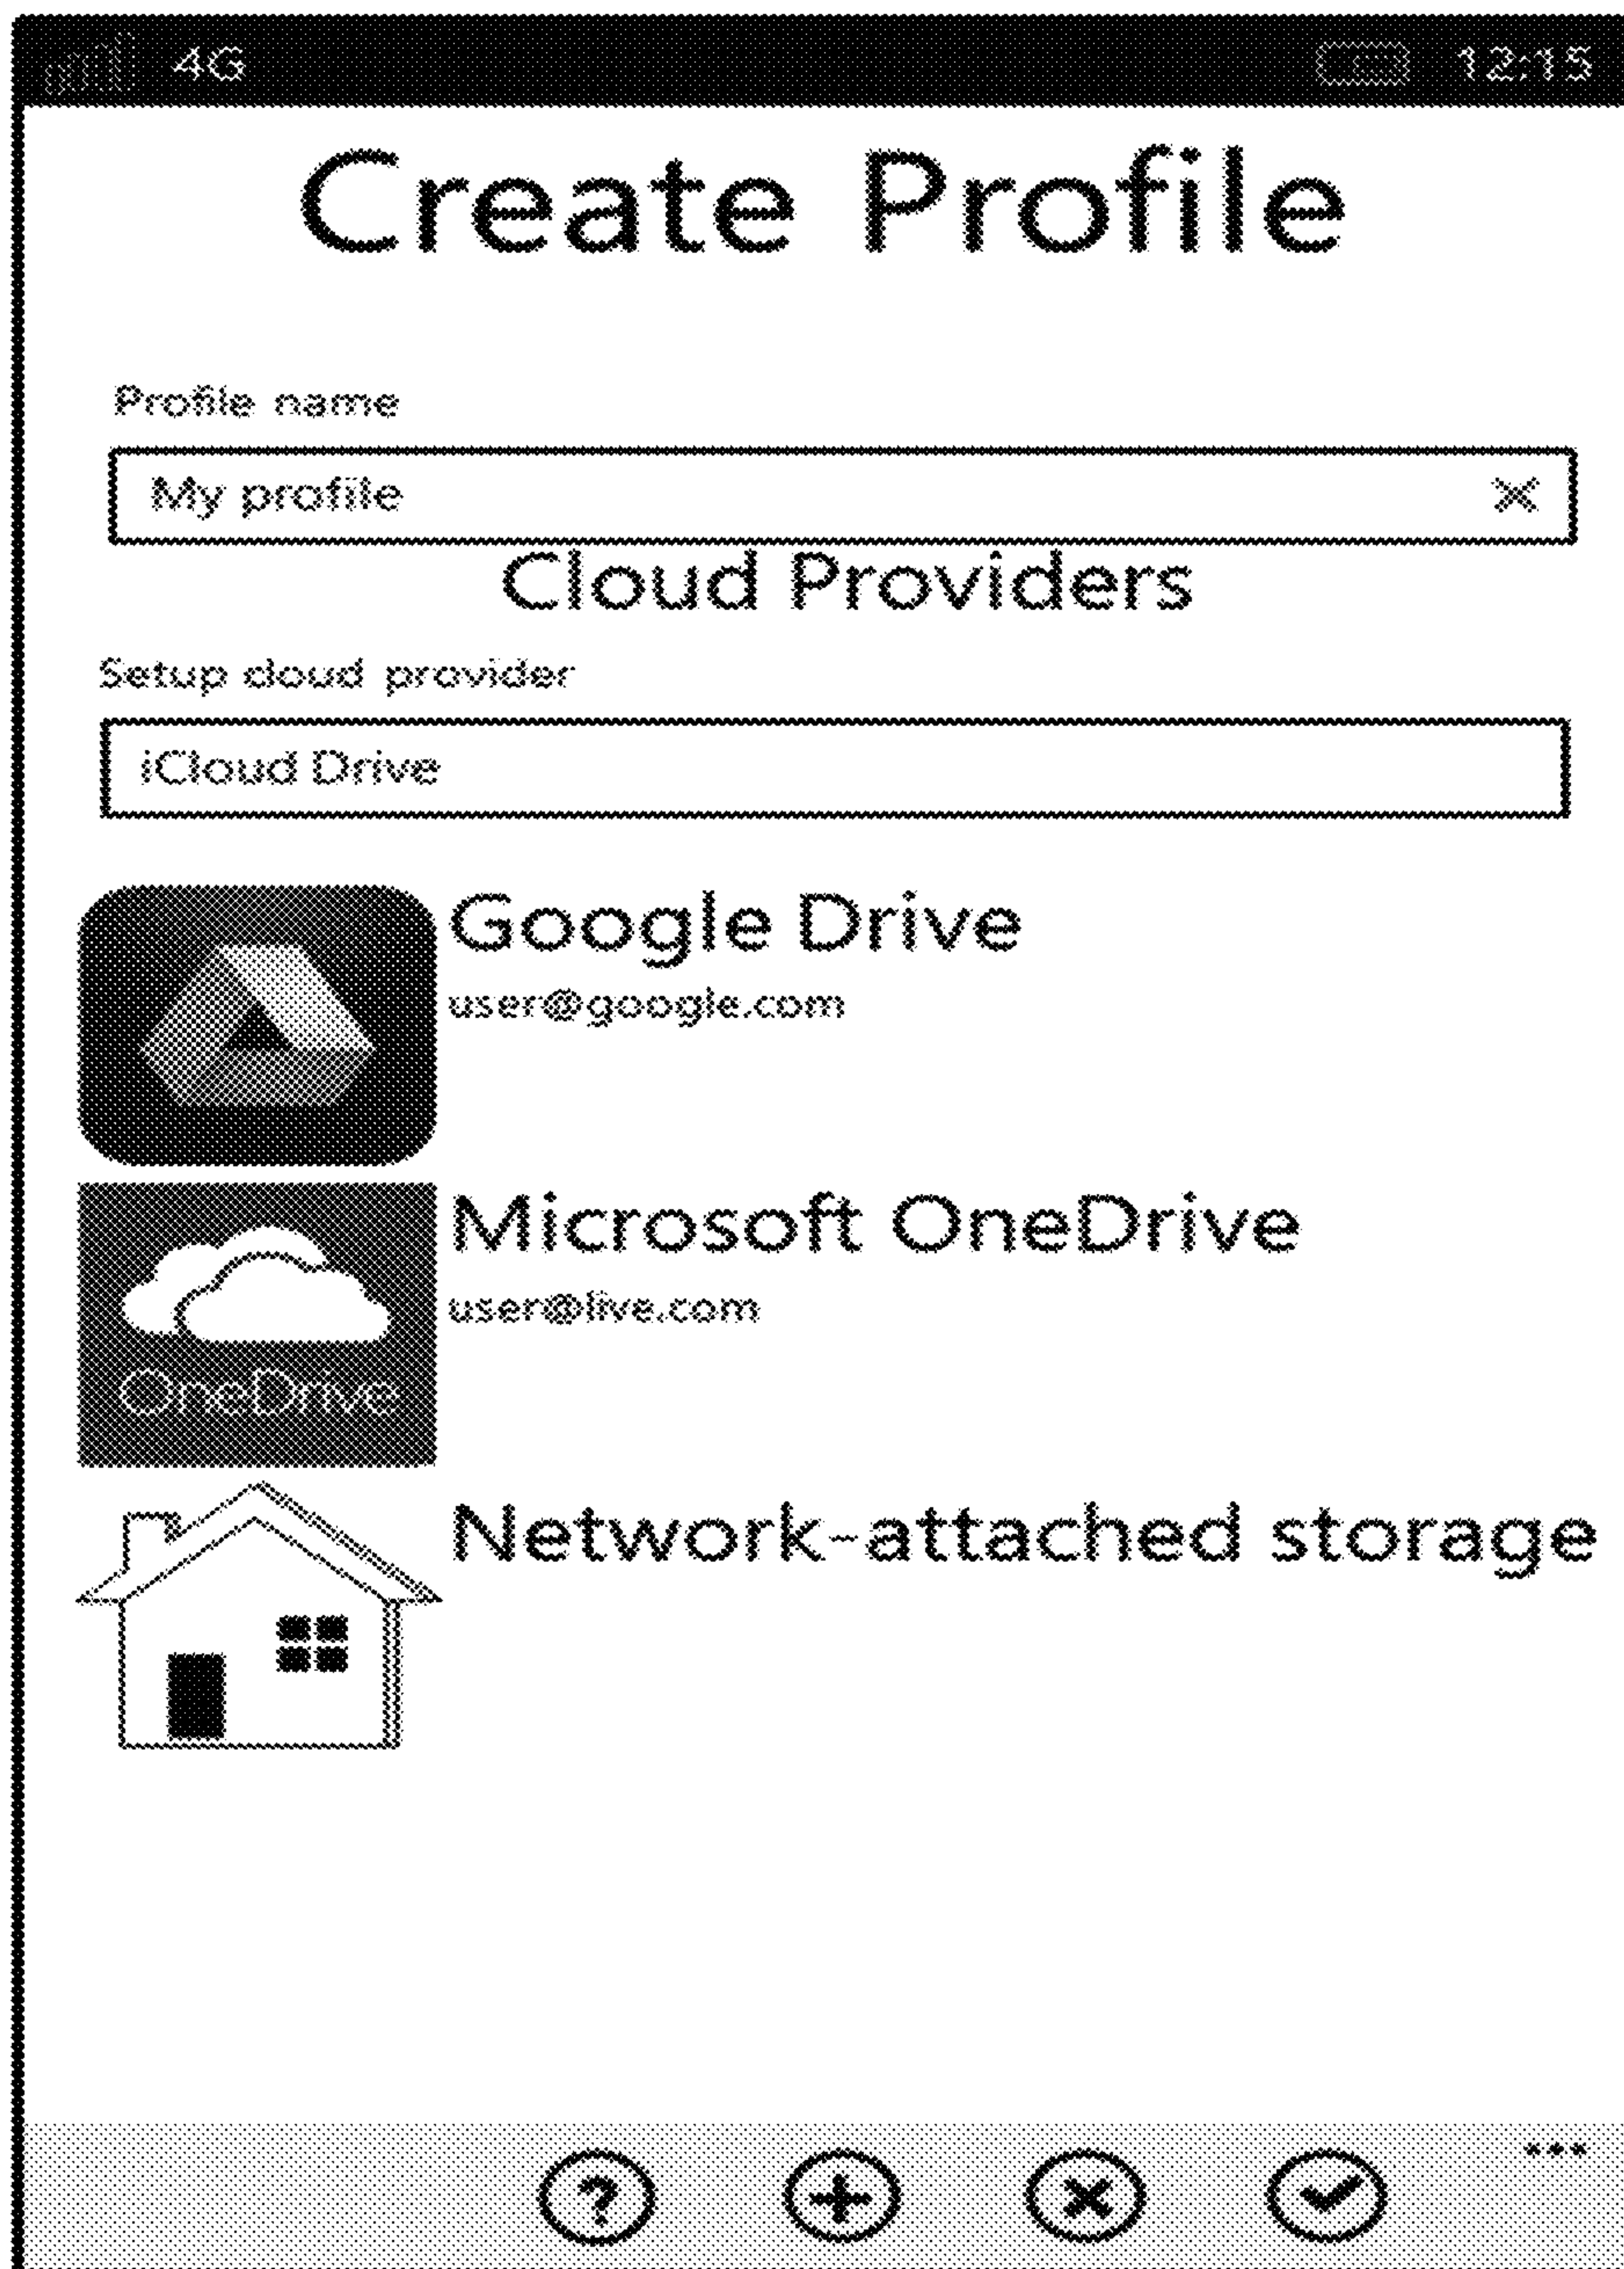 4G 12:15
Create Profile
Profile name
My profile
Cloud Providers
Setup cloud provider
iCloud Drive
Google Drive
user@google.com
Microsoft OneDrive
user@live.com
OneDrive
Network-attached storage